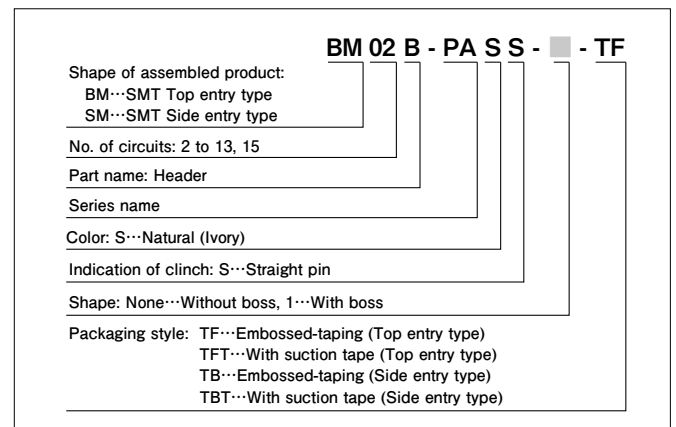 BM 02 B - PA S S - - TF
Shape of assembled product:
BM···SMT Top entry type
SM···SMT Side entry type
No. of circuits: 2 to 13, 15
Part name: Header
Series name
Color: S···Natural (Ivory)
Indication of clinch: S···Straight pin
Shape: None···Without boss, 1···With boss
Packaging style: TF···Embossed-taping (Top entry type)
TFT···With suction tape (Top entry type)
TB···Embossed-taping (Side entry type)
TBT···With suction tape (Side entry type)